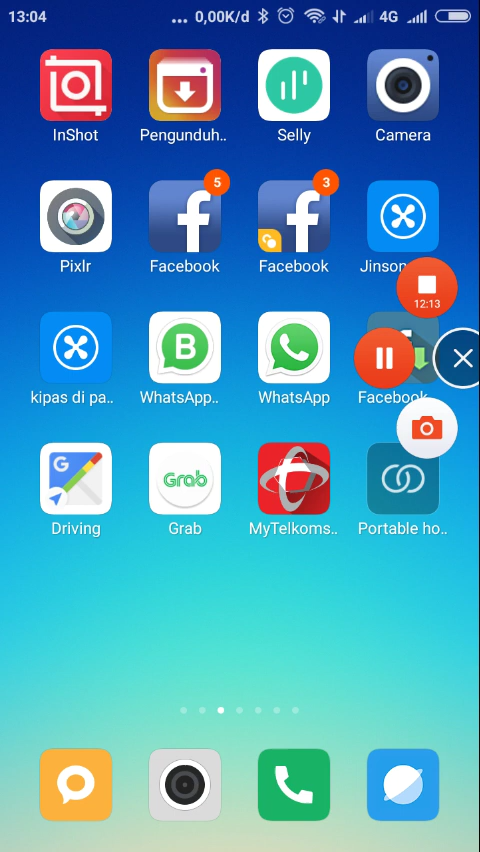 13:04 ... 0,00K/d 4G
InShot Pengunduh.. Selly Camera
5 3
Pixlr Facebook Facebook Jinson
12:13
B
kipas di pa.. WhatsApp.. WhatsApp Facebook
G Grab
Driving Grab MyTelkoms.. Portable ho..